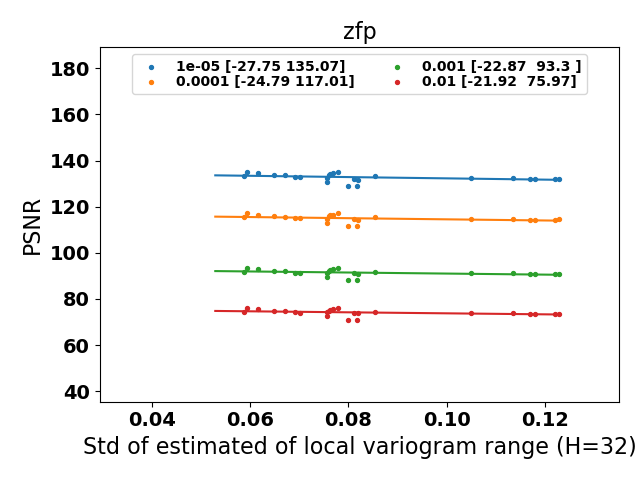 zfp
1e-05 [-27.75 135.07]
0.0001 [-24.79 117.01]
0.001 [-22.87  93.3 ]
0.01 [-21.92  75.97]
180
160
140
120
100
80
60
40
PSNR
0.04 0.06 0.08 0.10 0.12
Std of estimated of local variogram range (H=32)